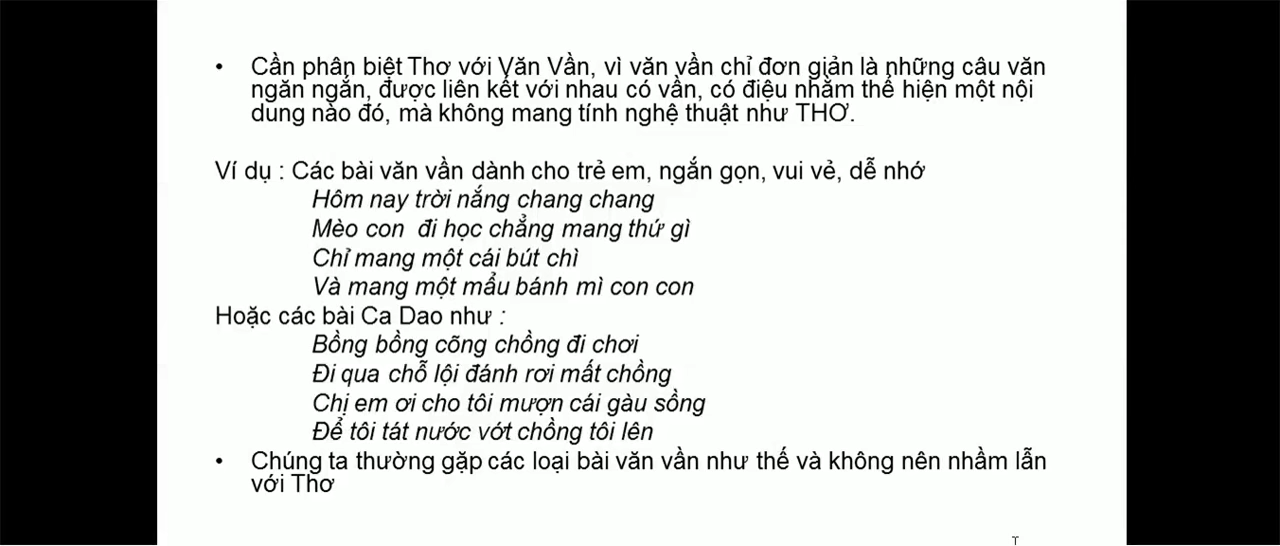 • Cần phân biệt Thơ với Văn Vần, vì văn vần chỉ đơn giản là những câu văn
ngăn ngắn, được liên kết với nhau có vần, có điệu nhằm thể hiện một nội
dung nào đó, mà không mang tính nghệ thuật như THƠ.
Ví dụ : Các bài văn vần dành cho trẻ em, ngắn gọn, vui vẻ, dễ nhớ
Hôm nay trời nắng chang chang
Mèo con đi học chẳng mang thứ gì
Chỉ mang một cái bút chì
Và mang một mẩu bánh mì con con
Hoặc các bài Ca Dao như :
Bồng bồng cõng chồng đi chơi
Đi qua chỗ lội đánh rơi mất chồng
Chị em ơi cho tôi mượn cái gàu sồng
Để tôi tát nước vớt chồng tôi lên
• Chúng ta thường gặp các loại bài văn vần như thế và không nên nhầm lẫn
với Thơ